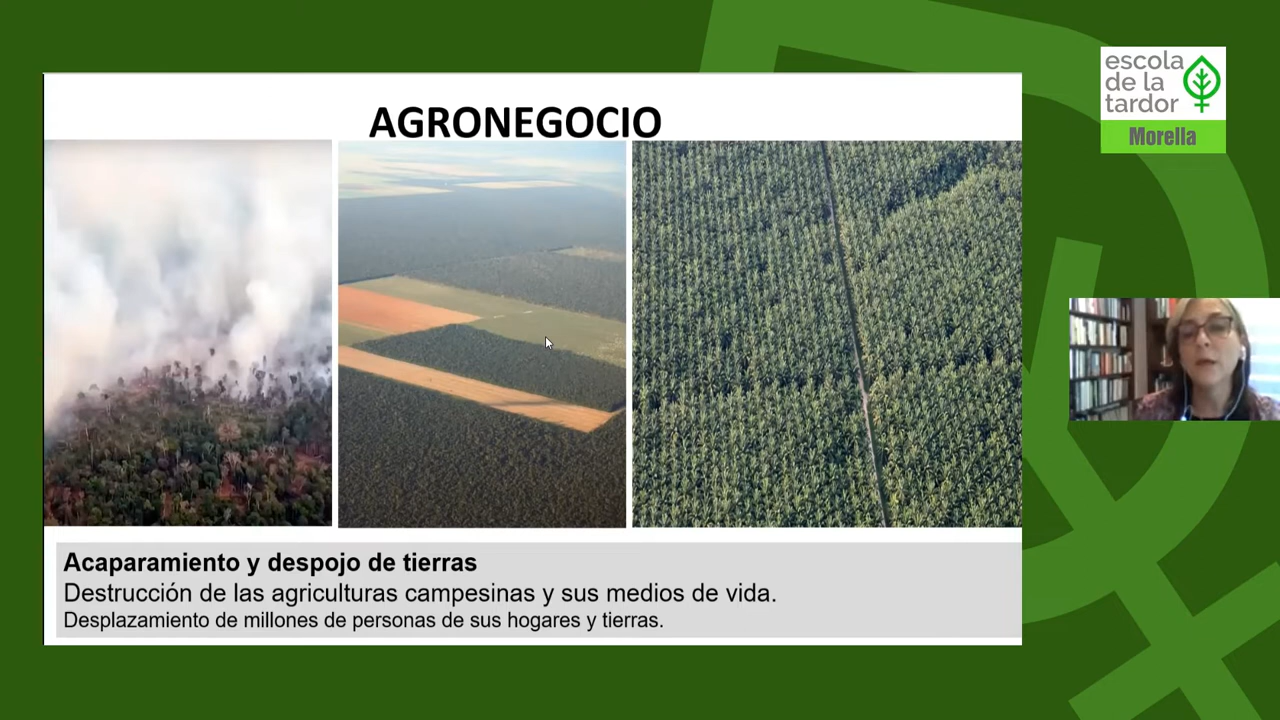 AGRONEGOCIO
Acaparamiento y despojo de tierras
Destrucción de las agriculturas campesinas y sus medios de vida.
Desplazamiento de millones de personas de sus hogares y tierras.
escola
de la
tardor
Morella